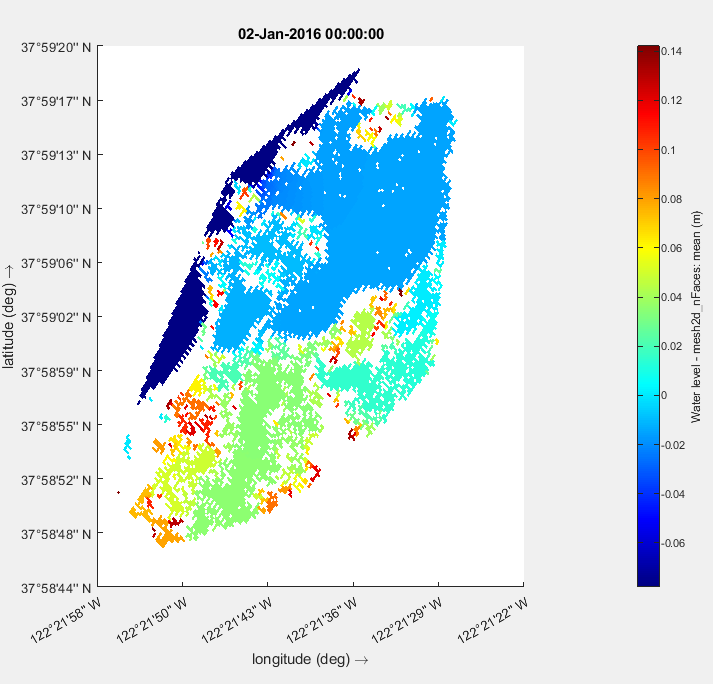 02-Jan-2016 00:00:00
37°59'20'' N
37°59'17'' N
37°59'13'' N
37°59'10'' N
37°59'06'' N
37°59'02'' N
37°58'59'' N
37°58'55'' N
37°58'52'' N
37°58'48'' N
37°58'44'' N
latitude (deg) →
122°21'58'' W
122°21'50'' W
122°21'43'' W
122°21'36'' W
122°21'29'' W
122°21'22'' W
longitude (deg) →
0.14
0.12
0.1
0.08
0.06
0.04
0.02
0
-0.02
-0.04
-0.06
Water level - mesh2d_nFaces: mean (m)